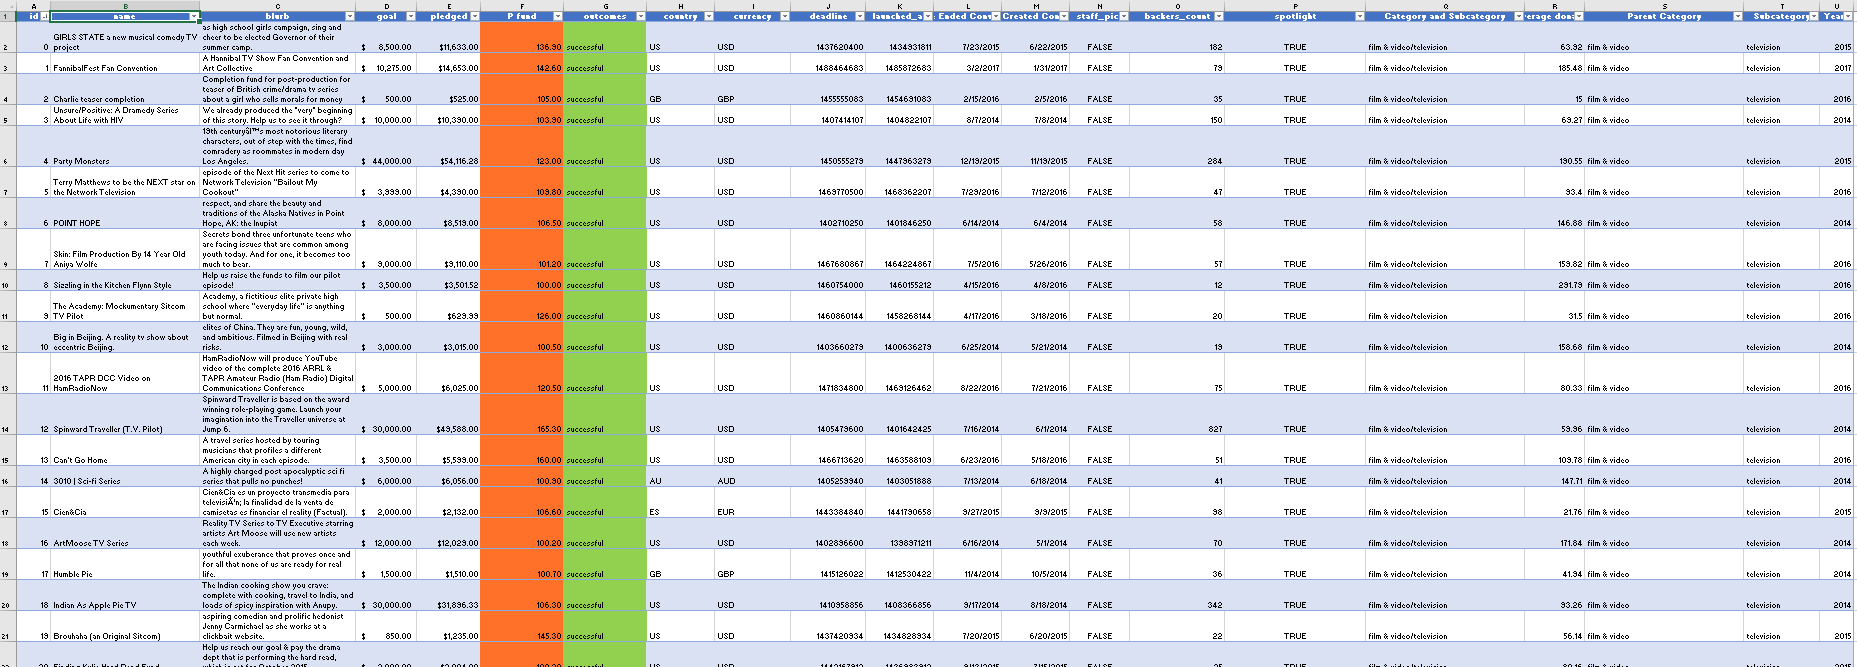 A B C D E F G H I J K L M N O P Q R S T U
1 id name blurb goal pledged P fund outcomes country currency deadline launched_a Ended Con Created Con staff_pic backers_count spotlight Category and Subcategory erage don Parent Category Subcategory Year
as high school girls campaign, sing and
GIRLS STATE a new musical comedy TV cheer to be elected Governor of their
2 0 project summer camp. $ 8,500.00 $11,633.00 136.90 successful US USD 1437620400 1434931811 7/23/2015 6/22/2015 FALSE 182 TRUE film & video/television 63.92 film & video television 2015
A Hannibal TV Show Fan Convention and
3 1 FannibalFest Fan Convention Art Collective $ 10,275.00 $14,653.00 142.60 successful US USD 1488464683 1485872683 3/2/2017 1/31/2017 FALSE 79 TRUE film & video/television 185.48 film & video television 2017
Completion fund for post-production for
teaser of British crime/drama tv series
4 2 Charlie teaser completion about a girl who sells morals for money $ 500.00 $525.00 105.00 successful GB GBP 1455555083 1454691083 2/15/2016 2/5/2016 FALSE 35 TRUE film & video/television 15 film & video television 2016
Unsure/Positive: A Dramedy Series We already produced the "very" beginning
5 3 About Life with HIV of this story. Help us to see it through? $ 10,000.00 $10,390.00 103.90 successful US USD 1407414107 1404822107 8/7/2014 7/8/2014 FALSE 150 TRUE film & video/television 69.27 film & video television 2014
most notorious literary
characters, out of step with the times, find
comradery as roommates in modern day
6 4 Party Monsters Los Angeles. $ 44,000.00 $54,116.28 123.00 successful US USD 1450555279 1447963279 12/19/2015 11/19/2015 FALSE 284 TRUE film & video/television 190.55 film & video television 2015
episode of the Next Hit series to come to
Terry Matthews to be the NEXT star on Network Television "Bailout My
7 5 the Network Television Cookout" $ 3,999.00 $4,390.00 109.80 successful US USD 1469770500 1468362207 7/29/2016 7/12/2016 FALSE 47 TRUE film & video/television 93.4 film & video television 2016
respect, and share the beauty and
traditions of the Alaska Natives in Point
8 6 POINT HOPE Hope, AK: the Inupiat $ 8,000.00 $8,519.00 106.50 successful US USD 1402710250 1401846250 6/14/2014 6/4/2014 FALSE 58 TRUE film & video/television 146.88 film & video television 2014
Secrets bond three unfortunate teens who
are facing issues that are common among
Skin: Film Production By 14 Year Old youth today. And for one, it becomes too
9 7 Aniya Wolfe much to bear. $ 9,000.00 $9,110.00 101.20 successful US USD 1467680867 1464224867 7/5/2016 5/26/2016 FALSE 57 TRUE film & video/television 159.82 film & video television 2016
Help us raise the funds to film our pilot
10 8 Sizzling in the Kitchen Flynn Style episode! $ 3,500.00 $3,501.52 100.00 successful US USD 1460754000 1460155212 4/15/2016 4/8/2016 FALSE 12 TRUE film & video/television 291.79 film & video television 2016
Academy, a fictitious elite private high
The Academy: Mockumentary Sitcom school where "everyday life" is anything
11 9 TV Pilot but normal. $ 500.00 $629.99 126.00 successful US USD 1460860144 1458268144 4/17/2016 3/18/2016 FALSE 20 TRUE film & video/television 31.5 film & video television 2016
elites of China. They are fun, young, wild,
Big in Beijing. A reality tv show about and ambitious. Filmed in Beijing with real
12 10 eccentric Beijing. risks. $ 3,000.00 $3,015.00 100.50 successful US USD 1403660279 1400636279 6/25/2014 5/21/2014 FALSE 19 TRUE film & video/television 158.68 film & video television 2014
HamRadioNow will produce YouTube
video of the complete 2016 ARRL &
2016 TAPR DCC Video on TAPR Amateur Radio (Ham Radio) Digital
13 11 HamRadioNow Communications Conference $ 5,000.00 $6,025.00 120.50 successful US USD 1471834800 1469126462 8/22/2016 7/21/2016 FALSE 75 TRUE film & video/television 80.33 film & video television 2016
Spinward Traveller is based on the award
winning role-playing game. Launch your
imagination into the Traveller universe at
14 12 Spinward Traveller (T.V. Pilot) Jump 6. $ 30,000.00 $49,588.00 165.30 successful US USD 1405479600 1401642425 7/16/2014 6/1/2014 FALSE 827 TRUE film & video/television 59.96 film & video television 2014
A travel series hosted by touring
musicians that profiles a different
15 13 Can't Go Home American city in each episode. $ 3,500.00 $5,599.00 160.00 successful US USD 1466713620 1463588109 6/23/2016 5/18/2016 FALSE 51 TRUE film & video/television 109.78 film & video television 2016
A highly charged post apocalyptic sci fi
16 14 3010 | Sci-fi Series series that pulls no punches! $ 6,000.00 $6,056.00 100.90 successful AU AUD 1405259940 1403051888 7/13/2014 6/18/2014 FALSE 41 TRUE film & video/television 147.71 film & video television 2014
Cien&Cia es un proyecto transmedia para
la finalidad de la venta de
17 15 Cien&Cia camisetas es financiar el reality (Factual). $ 2,000.00 $2,132.00 106.60 successful ES EUR 1443384840 1441790658 9/27/2015 9/9/2015 FALSE 98 TRUE film & video/television 21.76 film & video television 2015
Reality TV Series to TV Executive starring
artists Art Moose will use new artists
18 16 ArtMoose TV Series each week. $ 12,000.00 $12,029.00 100.20 successful US USD 1402896600 1398971211 6/16/2014 5/1/2014 FALSE 70 TRUE film & video/television 171.84 film & video television 2014
youthful exuberance that proves once and
for all that none of us are ready for real
19 17 Humble Pie life. $ 1,500.00 $1,510.00 100.70 successful GB GBP 1415126022 1412530422 11/4/2014 10/5/2014 FALSE 36 TRUE film & video/television 41.94 film & video television 2014
The Indian cooking show you crave:
complete with cooking, travel to India, and
20 18 Indian As Apple Pie TV loads of spicy inspiration with Anupy. $ 30,000.00 $31,896.33 106.30 successful US USD 1410958856 1408366856 9/17/2014 8/18/2014 FALSE 342 TRUE film & video/television 93.26 film & video television 2014
aspiring comedian and prolific hedonist
Jenny Carmichael as she works at a
21 19 Brouhaha (an Original Sitcom) clickbait website. $ 850.00 $1,235.00 145.30 successful US USD 1437420934 1434828934 7/20/2015 6/20/2015 FALSE 22 TRUE film & video/television 56.14 film & video television 2015
Help us reach our goal & pay the drama
dept that is performing the hard read,